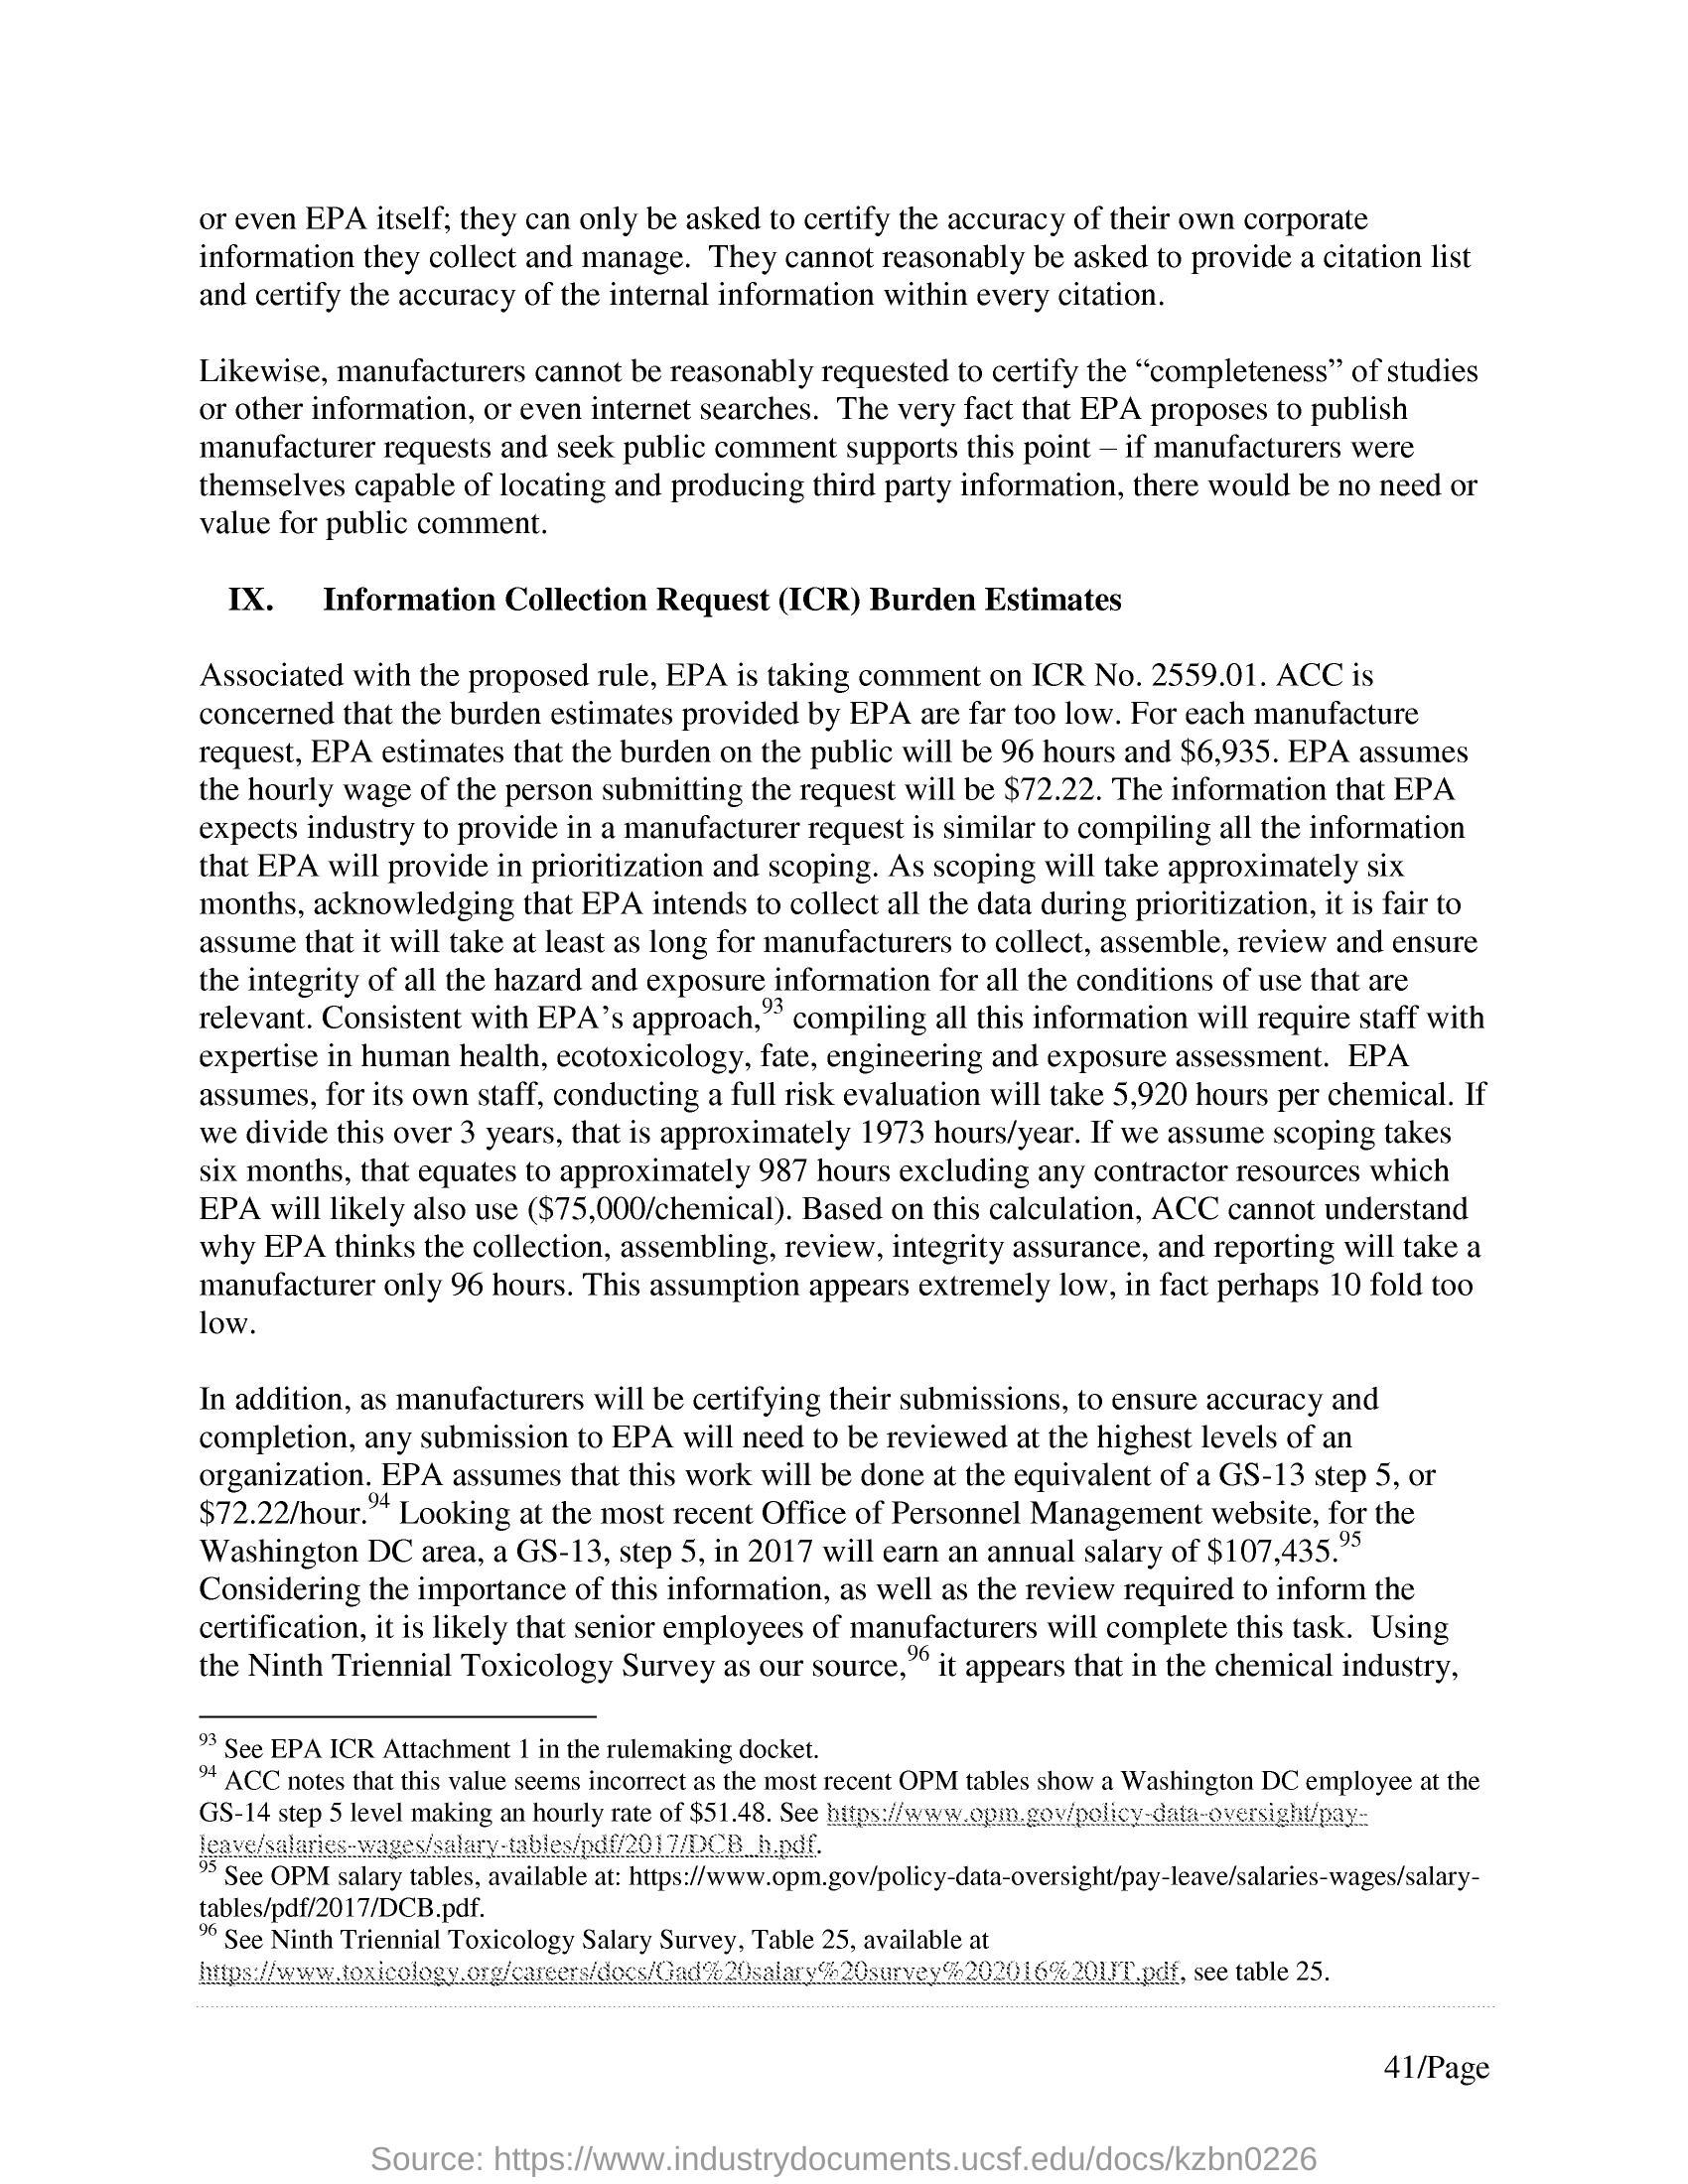 or even EPA itself; they can only be asked to certify the accuracy of their own corporate
information they collect and manage.  They cannot reasonably be asked to provide a citation list
and certify the accuracy of the internal information within every citation.
Likewise, manufacturers cannot be reasonably requested to certify the “completeness” of studies
or other information, or even internet searches.  The very fact that EPA proposes to publish
manufacturer requests and seek public comment supports this point – if manufacturers were
themselves capable of locating and producing third party information, there would be no need or
value for public comment.
IX. Information Collection Request (ICR) Burden Estimates
Associated with the proposed rule, EPA is taking comment on ICR No. 2559.01. ACC is
concerned that the burden estimates provided by EPA are far too low. For each manufacture
request, EPA estimates that the burden on the public will be 96 hours and $6,935. EPA assumes
the hourly wage of the person submitting the request will be $72.22. The information that EPA
expects industry to provide in a manufacturer request is similar to compiling all the information
that EPA will provide in prioritization and scoping. As scoping will take approximately six
months, acknowledging that EPA intends to collect all the data during prioritization, it is fair to
assume that it will take at least as long for manufacturers to collect, assemble, review and ensure
the integrity of all the hazard and exposure information for all the conditions of use that are
relevant. Consistent with EPA’s approach,93 compiling all this information will require staff with
expertise in human health, ecotoxicology, fate, engineering and exposure assessment.  EPA
assumes, for its own staff, conducting a full risk evaluation will take 5,920 hours per chemical. If
we divide this over 3 years, that is approximately 1973 hours/year. If we assume scoping takes
six months, that equates to approximately 987 hours excluding any contractor resources which
EPA will likely also use ($75,000/chemical). Based on this calculation, ACC cannot understand
why EPA thinks the collection, assembling, review, integrity assurance, and reporting will take a
manufacturer only 96 hours. This assumption appears extremely low, in fact perhaps 10 fold too
low.
In addition, as manufacturers will be certifying their submissions, to ensure accuracy and
completion, any submission to EPA will need to be reviewed at the highest levels of an
organization. EPA assumes that this work will be done at the equivalent of a GS-13 step 5, or
$72.22/hour.94 Looking at the most recent Office of Personnel Management website, for the
Washington DC area, a GS-13, step 5, in 2017 will earn an annual salary of $107,435.95
Considering the importance of this information, as well as the review required to inform the
certification, it is likely that senior employees of manufacturers will complete this task.  Using
the Ninth Triennial Toxicology Survey as our source,96 it appears that in the chemical industry,
93 See EPA ICR Attachment 1 in the rulemaking docket.
94 ACC notes that this value seems incorrect as the most recent OPM tables show a Washington DC employee at the
GS-14 step 5 level making an hourly rate of $51.48. See https://www.opm.gov/policy-data-oversight/pay-
leave/salaries-wages/salary-tables/pdf/2017/DCB_h.pdf.
95 See OPM salary tables, available at: https://www.opm.gov/policy-data-oversight/pay-leave/salaries-wages/salary-
tables/pdf/2017/DCB.pdf.
96 See Ninth Triennial Toxicology Salary Survey, Table 25, available at
https://www.toxicology.org/careers/docs/Gad%20salary%20survey%202016%20IJT.pdf, see table 25.
41/Page
Source: https://www.industrydocuments.ucsf.edu/docs/kzbn0226